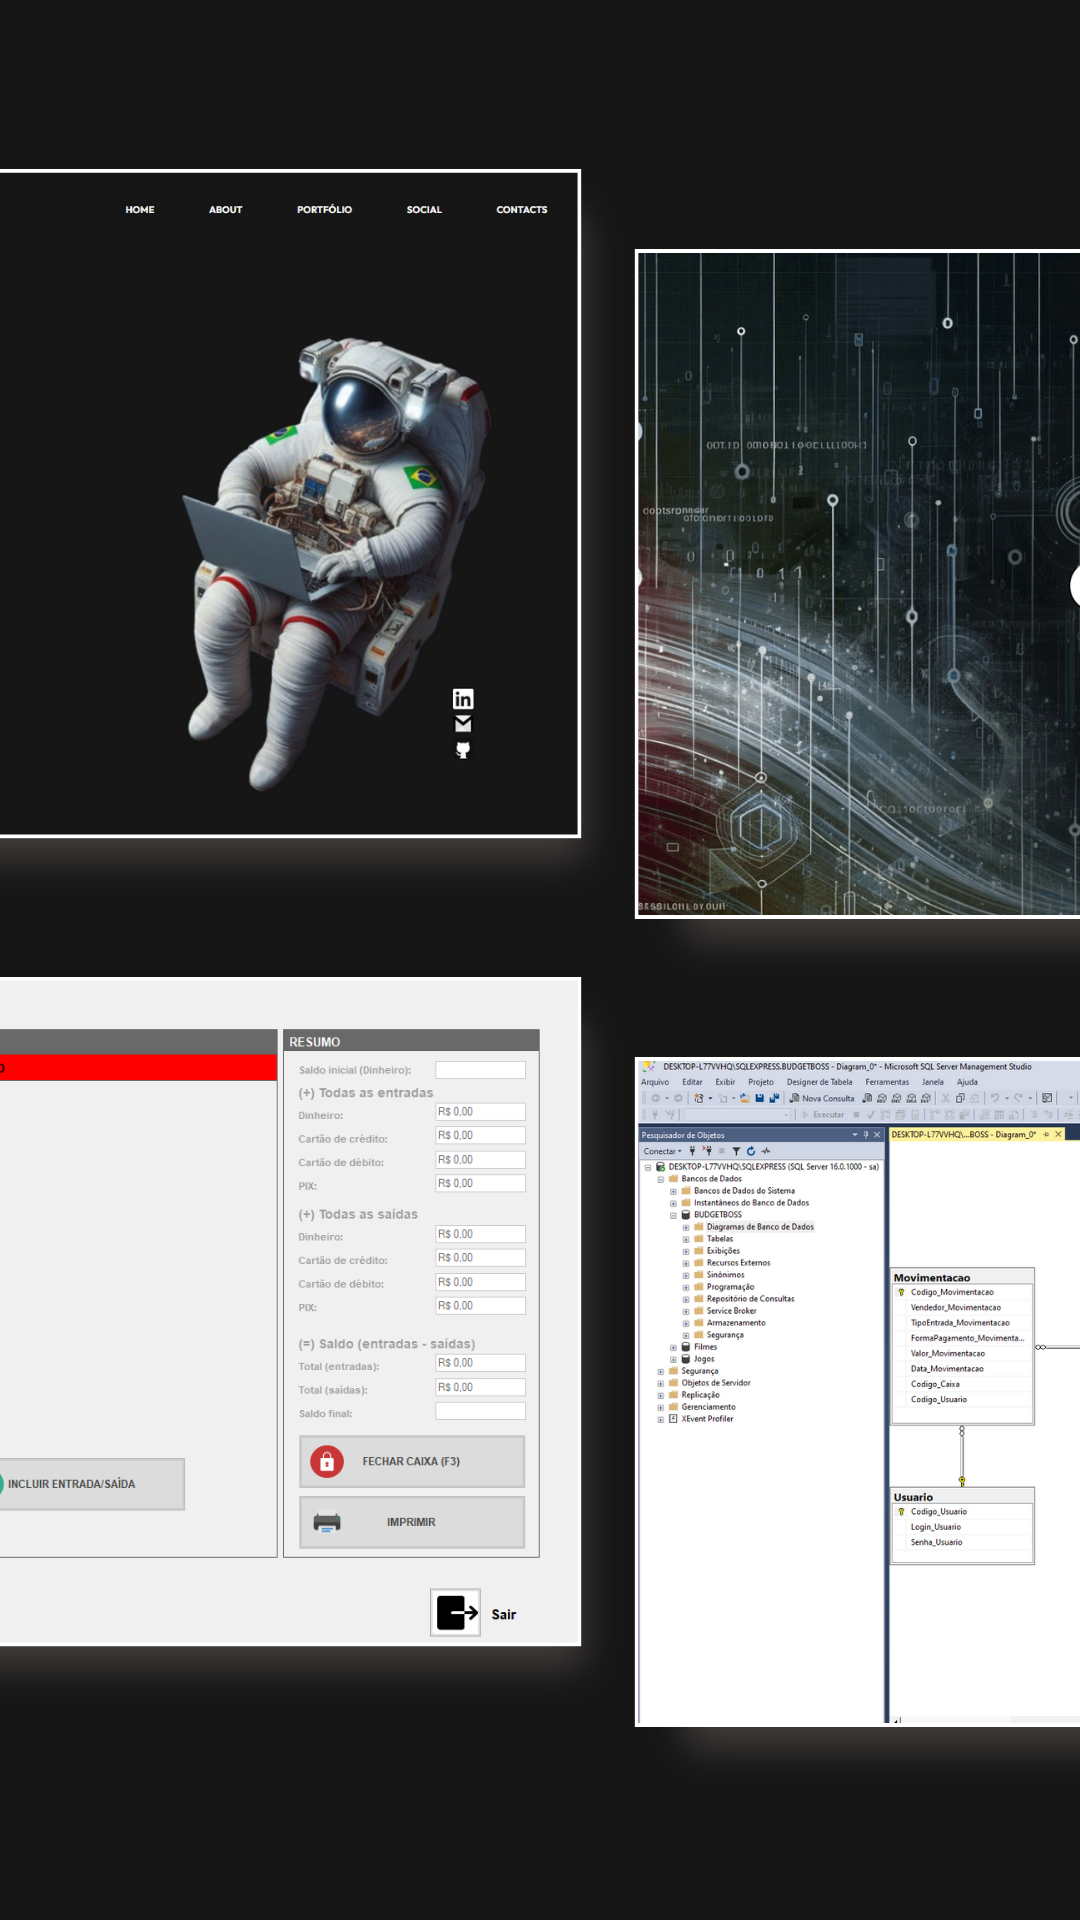 HOME ABOUT PORTFÓLIO SOCIAL CONTACTS
in
RESUMO
Saldo inicial (Dinheiro):
(+) Todas as entradas
Dinheiro: R$ 0,00
Cartão de crédito: R$ 0,00
Cartão de débito: R$ 0,00
PIX: R$ 0,00
(+) Todas as saídas
Dinheiro: R$ 0,00
Cartão de crédito: R$ 0,00
Cartão de débito: R$ 0,00
PIX: R$ 0,00
(=) Saldo (entradas - saídas)
Total (entradas): R$ 0,00
Total (saídas): R$ 0,00
Saldo final:
FECHAR CAIXA (F3)
INCLUIR ENTRADA/SAÍDA
IMPRIMIR
Sair
DESKTOP-L77VVHQ\SQLEXPRESS.BUDGETBOSS - Diagram_0* - Microsoft SQL Server Management Studio
Arquivo Editar Exibir Projeto Designer de Tabela Ferramentas Janela Ajuda
Nova Consulta
Executar
Pesquisador de Objetos
DESKTOP-L77VVHQ\...BOSS - Diagram_0*
Conectar
DESKTOP-L77VVHQ\SQLEXPRESS (SQL Server 16.0.1000 - sa)
Bancos de Dados
Bancos de Dados do Sistema
Instantâneos do Banco de Dados
BUDGETBOSS
Diagramas de Banco de Dados
Tabelas
Exibições
Recursos Externos
Sinônimos
Programação
Repositório de Consultas
Service Broker
Armazenamento
Segurança
Filmes
Jogos
Segurança
Objetos de Servidor
Replicação
Gerenciamento
XEvent Profiler
Movimentacao
Codigo_Movimentacao
Vendedor_Movimentacao
TipoEntrada_Movimentacao
FormaPagamento_Movimenta...
Valor_Movimentacao
Data_Movimentacao
Codigo_Caixa
Codigo_Usuario
Usuario
Codigo_Usuario
Login_Usuario
Senha_Usuario